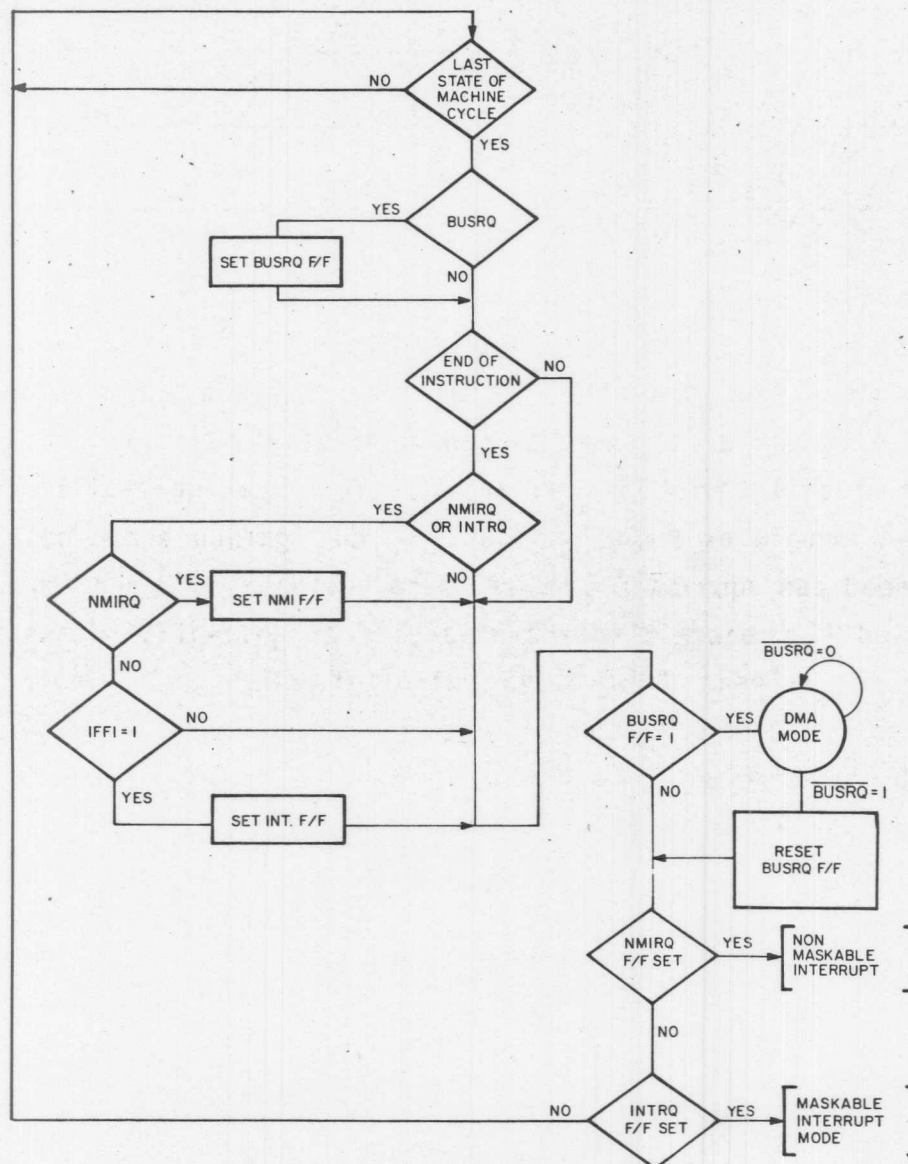 LAST
STATE OF
MACHINE
CYCLE
NO
YES
BUSRQ
YES
SET BUSRQ F/F
NO
END OF
INSTRUCTION
NO
YES
NMIRQ
OR INTRQ
YES
NO
NMIRQ
YES
SET NMI F/F
NO
IFF1 = 1
NO
YES
SET INT. F/F
BUSRQ
F/F = 1
YES
BUSRQ = 0
DMA
MODE
NO
BUSRQ = 1
RESET
BUSRQ F/F
NMIRQ
F/F SET
YES
NON
MASKABLE
INTERRUPT
NO
INTRQ
F/F SET
NO
YES
MASKABLE
INTERRUPT
MODE